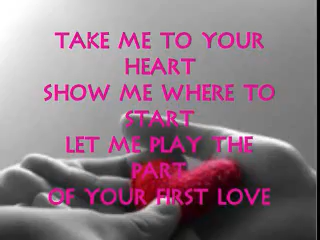 TAKE ME TO YOUR
HEART
SHOW ME WHERE TO
START
LET ME PLAY THE
PART
OF YOUR FIRST LOVE